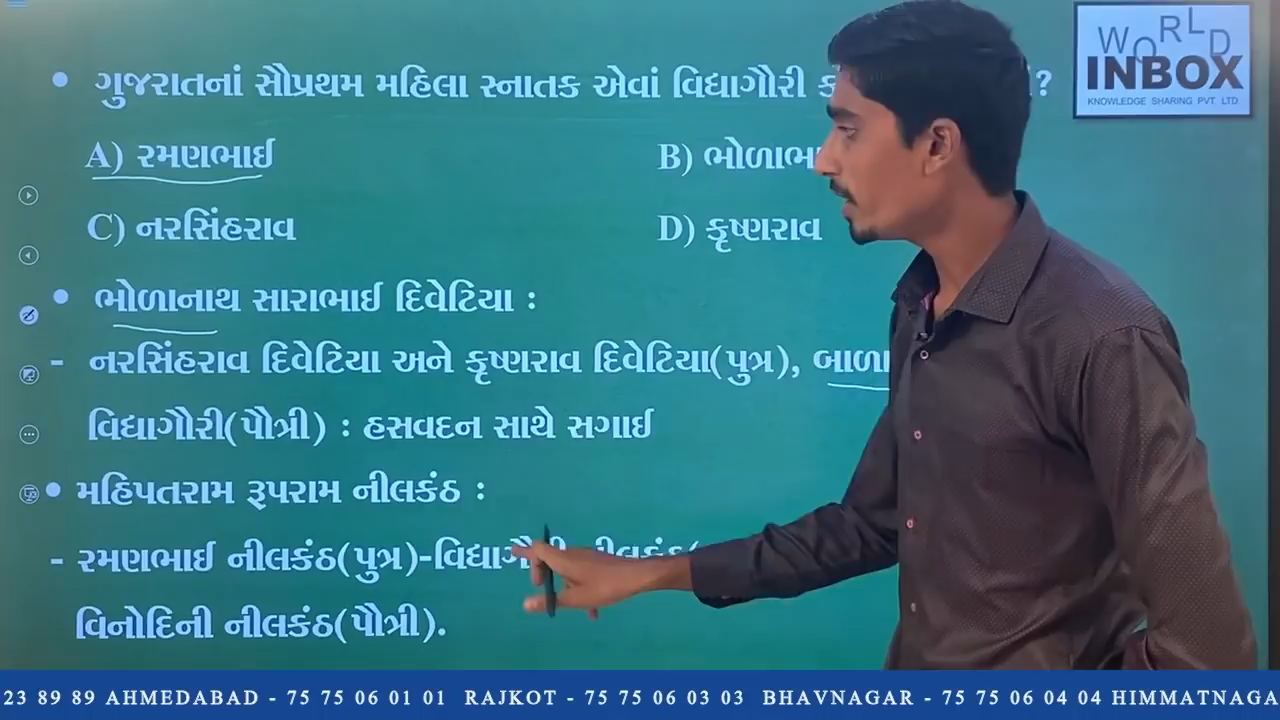 WORLD
INBOX
KNOWLEDGE SHARING PVT. LTD.
• ગુજરાતનાં સૌપ્રથમ મહિલા સ્નાતક એવાં વિદ્યાગૌરી ?
A) રમણભાઈ B)
C) નરસિંહરાવ D) કૃષ્ણરાવ
• ભોળાનાથ સારાભાઈ દિવેટિયા :
- નરસિંહરાવ દિવેટિયા અને કૃષ્ણરાવ દિવેટિયા(પુત્ર),
વિદ્યાગૌરી(પૌત્રી) : હસવદન સાથે સગાઈ
• મહિપતરામ રૂપરામ નીલકંઠ :
- રમણભાઈ નીલકંઠ(પુત્ર)-
વિનોદિની નીલકંઠ(પૌત્રી).
23 89 89 AHMEDABAD - 75 75 06 01 01 RAJKOT - 75 75 06 03 03 BHAVNAGAR - 75 75 06 04 04 HIMMATNAGA